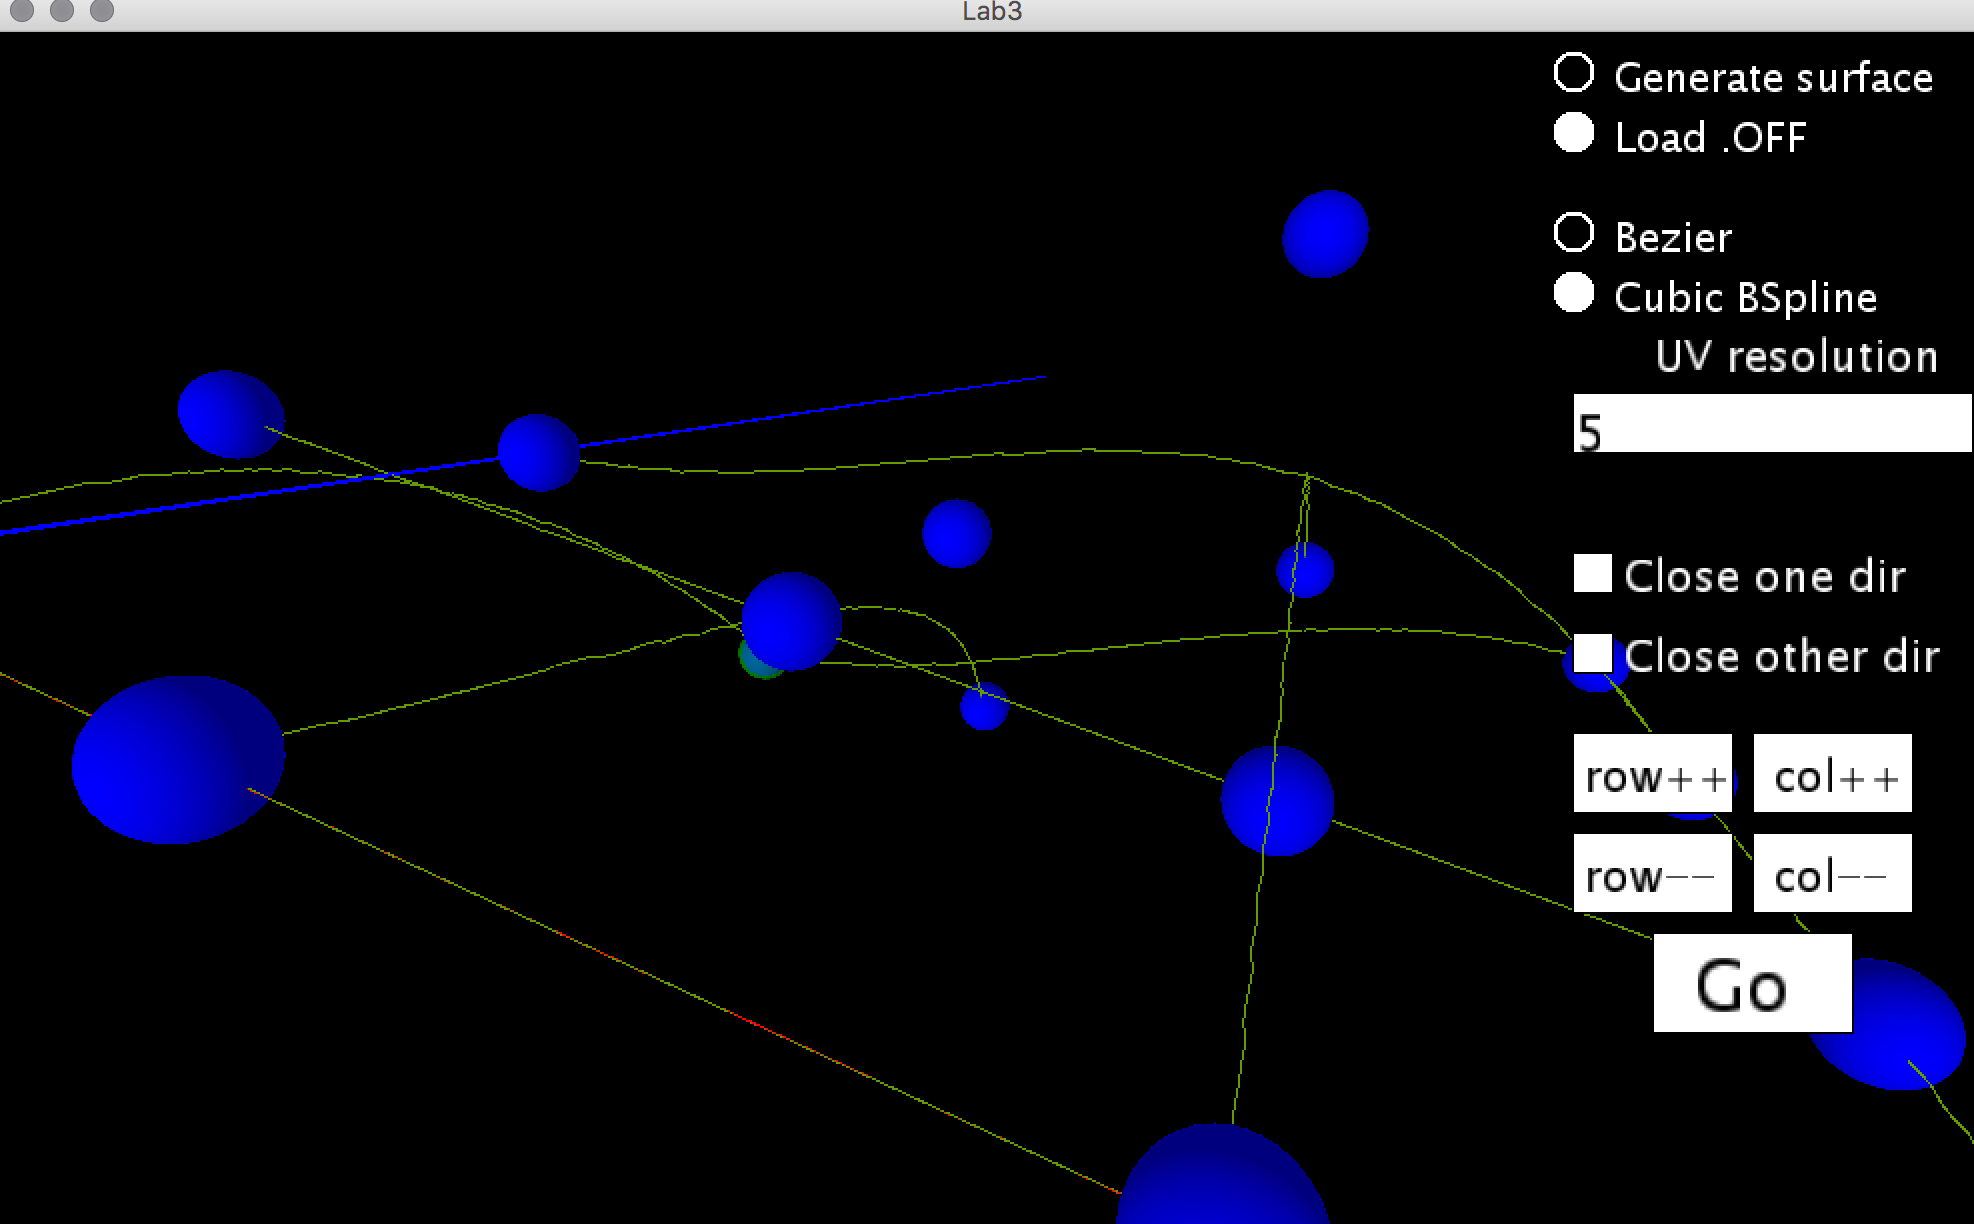 Lab3
Generate surface
Load .OFF
Bezier
Cubic BSpline
UV resolution
5
Close one dir
Close other dir
row++ col++
row-- col--
Go